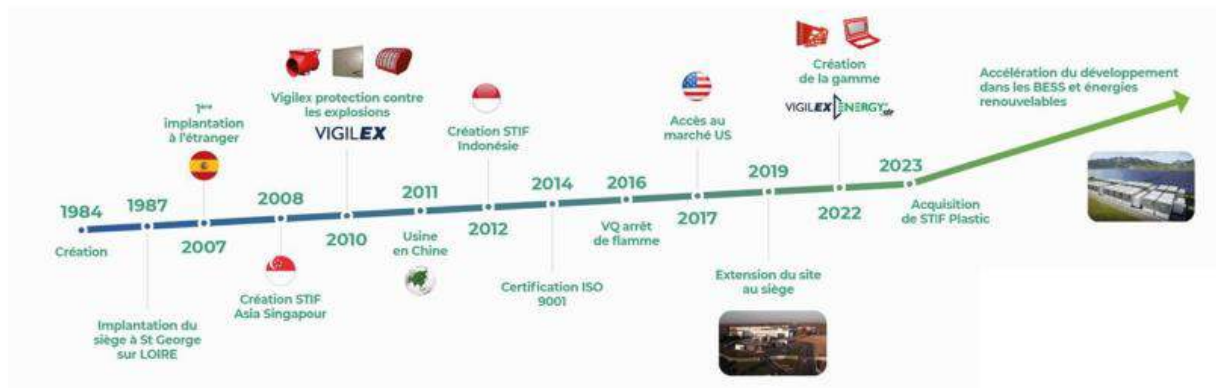 1984
Création
1987
Implantation du
siège à St George
sur LOIRE
1ère
implantation
à l'étranger
2007
2008
Création STIF
Asia Singapour
Vigilex protection contre
les explosions
VIGILEX
2010
2011
Usine
en Chine
Création STIF
Indonésie
2012
2014
Certification ISO
9001
2016
VQ arrêt
de flamme
Accès au
marché US
2017
2019
Extension du site
au siège
Création
de la gamme
VIGILEX ENERGY
2022
2023
Acquisition
de STIF Plastic
Accélération du développement
dans les BESS et énergies
renouvelables